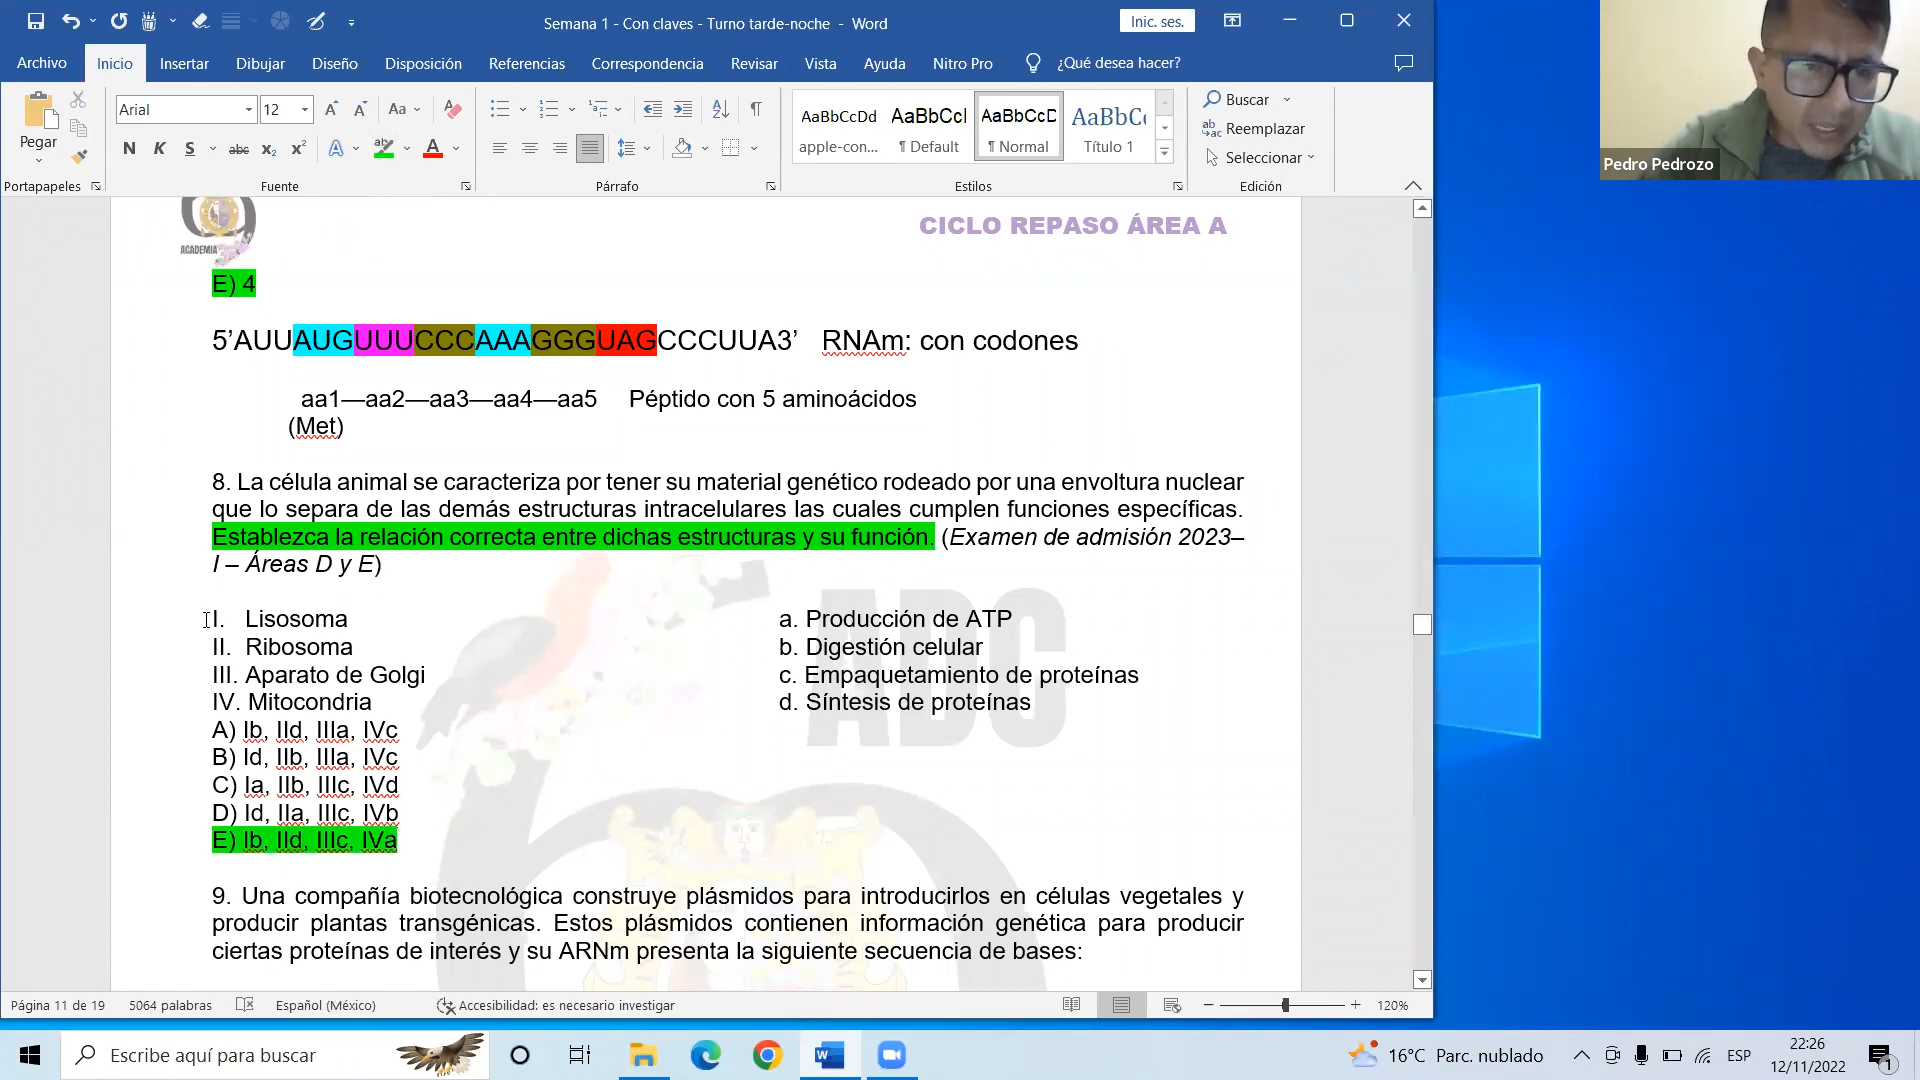 Semana 1 - Con claves - Turno tarde-noche - Word
Inic. ses.
Archivo Inicio Insertar Dibujar Diseño Disposición Referencias Correspondencia Revisar Vista Ayuda Nitro Pro ¿Qué desea hacer?
Pegar
Arial 12
Aa
N K S abc x₂ x² A A
AaBbCcDd AaBbCcI AaBbCcD AaBbC
apple-con... ¶ Default ¶ Normal Título 1
Buscar
Reemplazar
Seleccionar
Portapapeles Fuente Párrafo Estilos Edición
Pedro Pedrozo
ACADEMIA
CICLO REPASO ÁREA A
E) 4
5’AUUAUGUUUCCCAAAGGGUAGCCCUUA3’ RNAm: con codones
aa1—aa2—aa3—aa4—aa5 Péptido con 5 aminoácidos
(Met)
8. La célula animal se caracteriza por tener su material genético rodeado por una envoltura nuclear
que lo separa de las demás estructuras intracelulares las cuales cumplen funciones específicas.
Establezca la relación correcta entre dichas estructuras y su función. (Examen de admisión 2023–
I – Áreas D y E)
I. Lisosoma a. Producción de ATP
II. Ribosoma b. Digestión celular
III. Aparato de Golgi c. Empaquetamiento de proteínas
IV. Mitocondria d. Síntesis de proteínas
A) Ib, IId, IIIa, IVc
B) Id, IIb, IIIa, IVc
C) Ia, IIb, IIIc, IVd
D) Id, IIa, IIIc, IVb
E) Ib, IId, IIIc, IVa
ADC
9. Una compañía biotecnológica construye plásmidos para introducirlos en células vegetales y
producir plantas transgénicas. Estos plásmidos contienen información genética para producir
ciertas proteínas de interés y su ARNm presenta la siguiente secuencia de bases:
Página 11 de 19 5064 palabras Español (México) Accesibilidad: es necesario investigar 120%
Escribe aquí para buscar
16°C Parc. nublado
ESP
22:26
12/11/2022
1